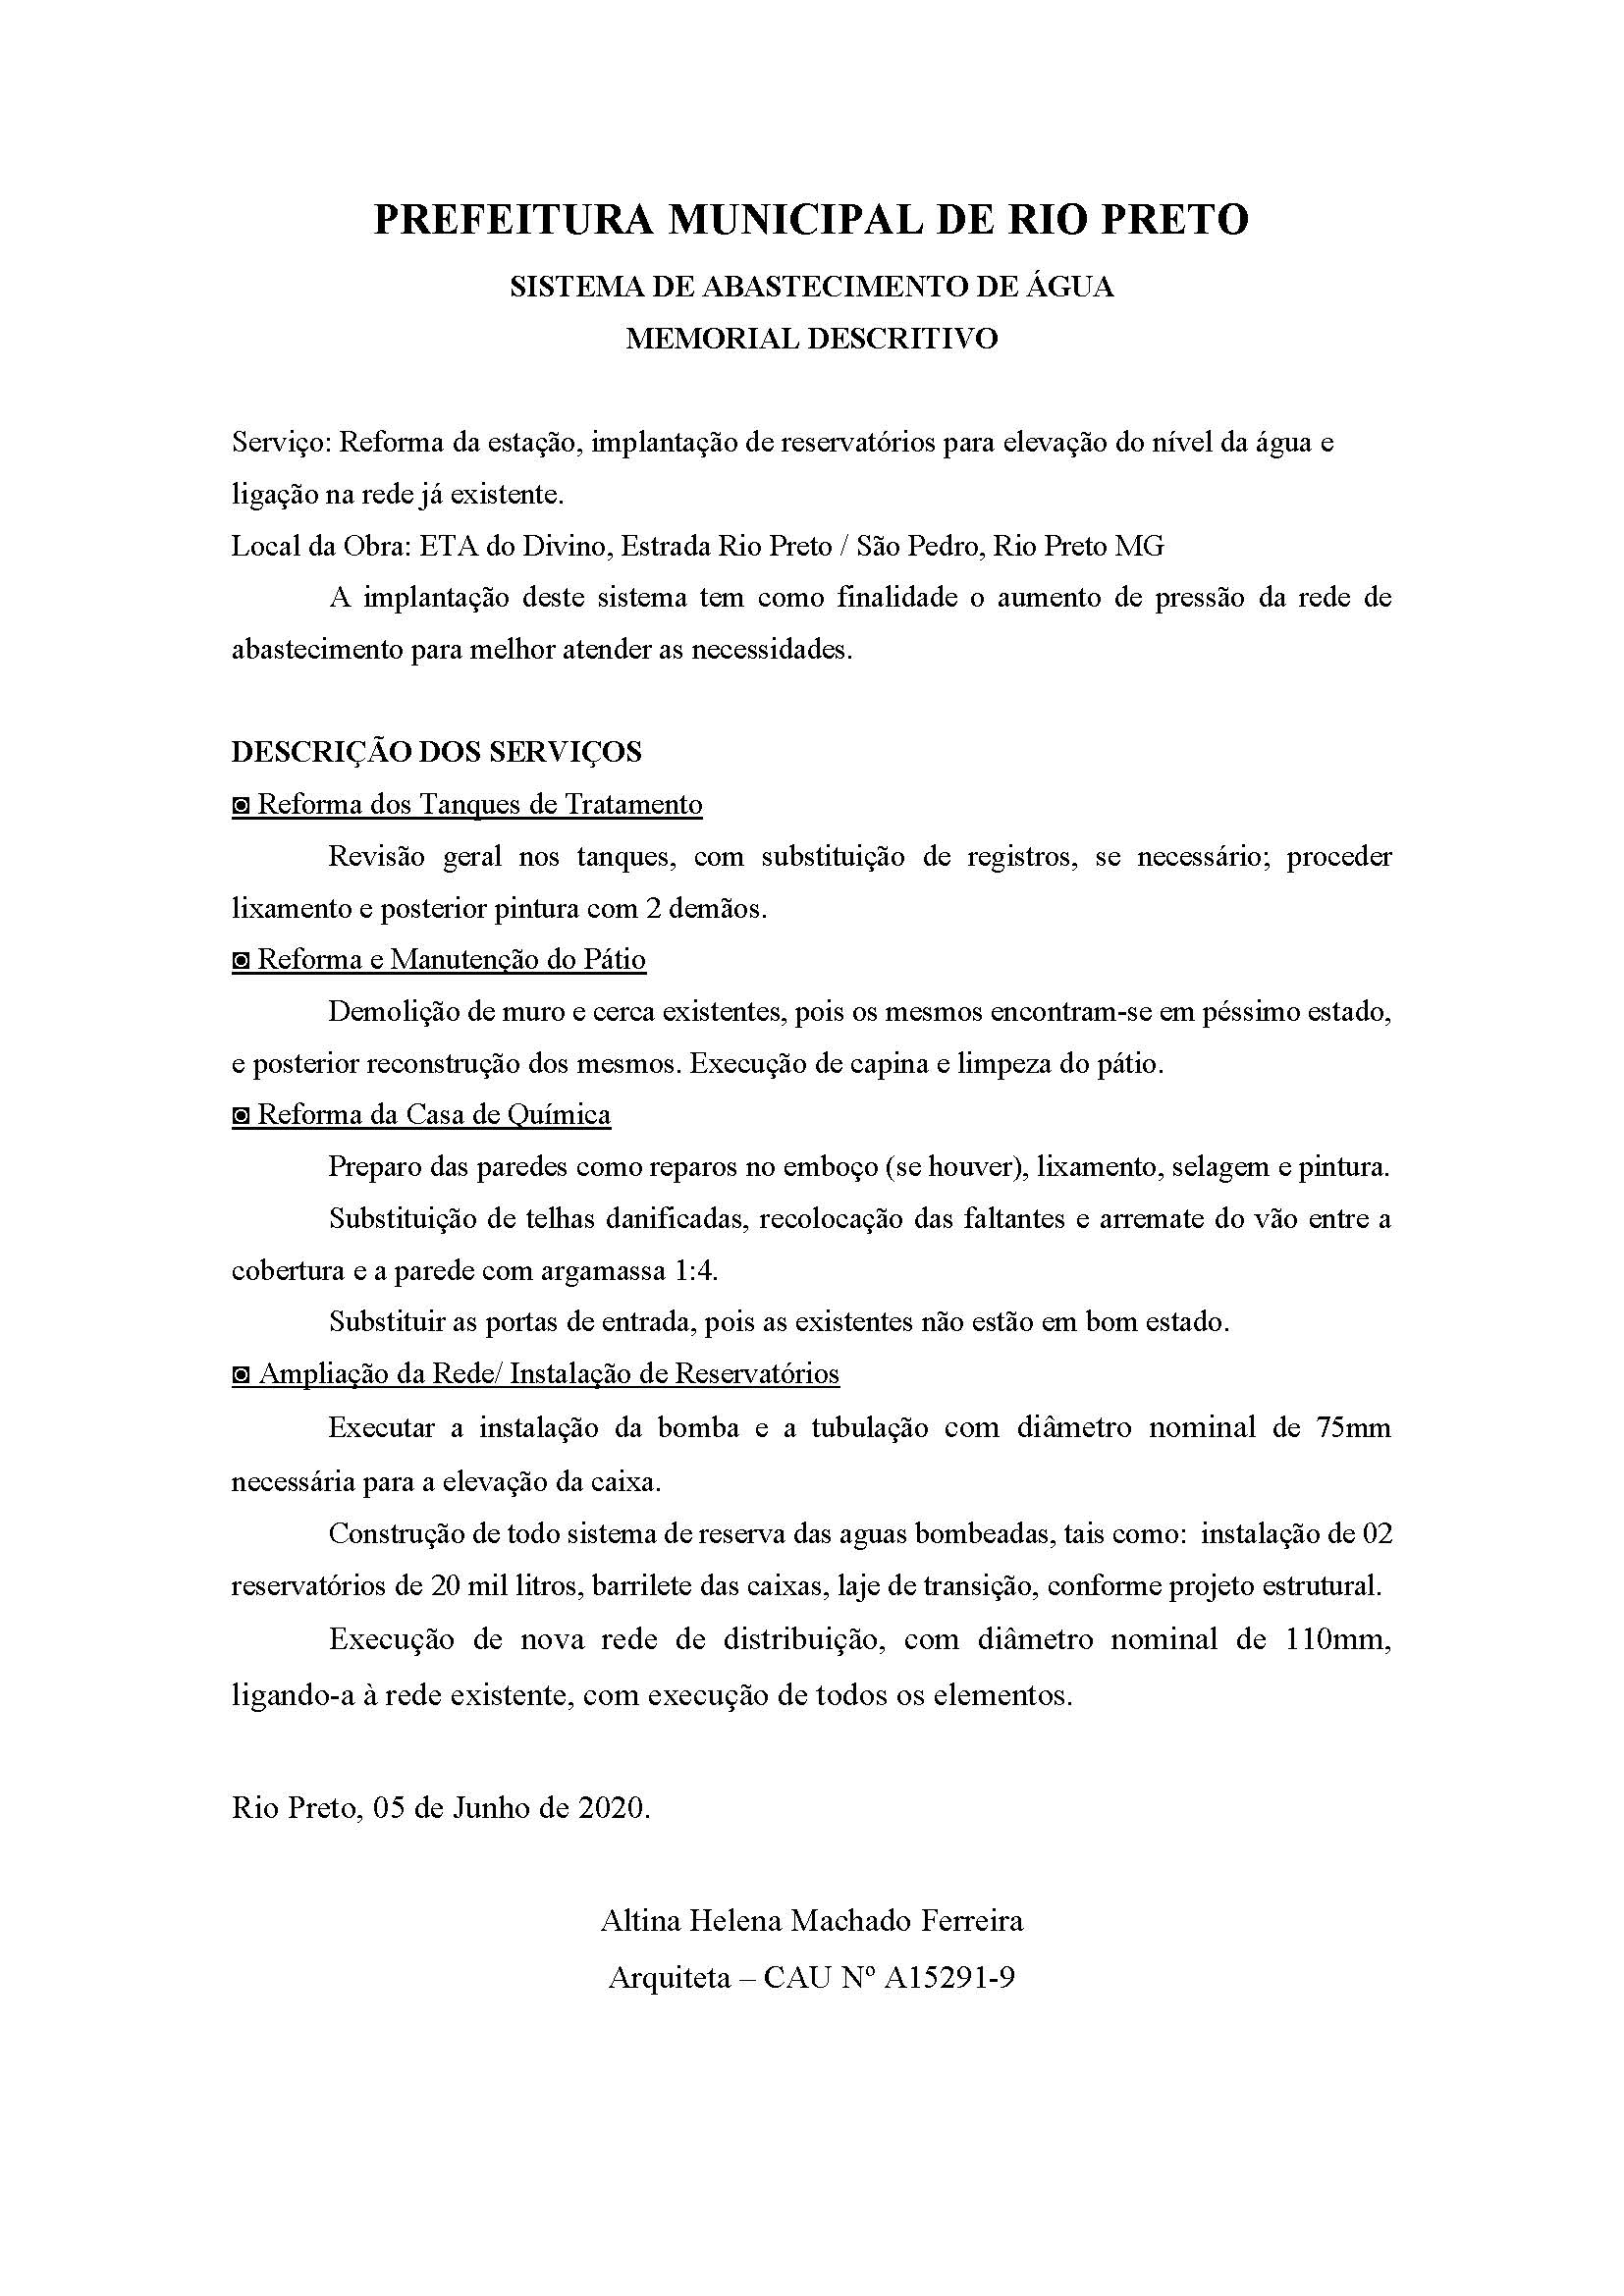 PREFEITURA MUNICIPAL DE RIO PRETO
SISTEMA DE ABASTECIMENTO DE ÁGUA
MEMORIAL DESCRITIVO
Serviço: Reforma da estação, implantação de reservatórios para elevação do nível da água e
ligação na rede já existente.
Local da Obra: ETA do Divino, Estrada Rio Preto / São Pedro, Rio Preto MG
A implantação deste sistema tem como finalidade o aumento de pressão da rede de
abastecimento para melhor atender as necessidades.
DESCRIÇÃO DOS SERVIÇOS
◙ Reforma dos Tanques de Tratamento
Revisão geral nos tanques, com substituição de registros, se necessário; proceder
lixamento e posterior pintura com 2 demãos.
◙ Reforma e Manutenção do Pátio
Demolição de muro e cerca existentes, pois os mesmos encontram-se em péssimo estado,
e posterior reconstrução dos mesmos. Execução de capina e limpeza do pátio.
◙ Reforma da Casa de Química
Preparo das paredes como reparos no emboço (se houver), lixamento, selagem e pintura.
Substituição de telhas danificadas, recolocação das faltantes e arremate do vão entre a
cobertura e a parede com argamassa 1:4.
Substituir as portas de entrada, pois as existentes não estão em bom estado.
◙ Ampliação da Rede/ Instalação de Reservatórios
Executar a instalação da bomba e a tubulação com diâmetro nominal de 75mm
necessária para a elevação da caixa.
Construção de todo sistema de reserva das aguas bombeadas, tais como: instalação de 02
reservatórios de 20 mil litros, barrilete das caixas, laje de transição, conforme projeto estrutural.
Execução de nova rede de distribuição, com diâmetro nominal de 110mm,
ligando-a à rede existente, com execução de todos os elementos.
Rio Preto, 05 de Junho de 2020.
Altina Helena Machado Ferreira
Arquiteta – CAU Nº A15291-9